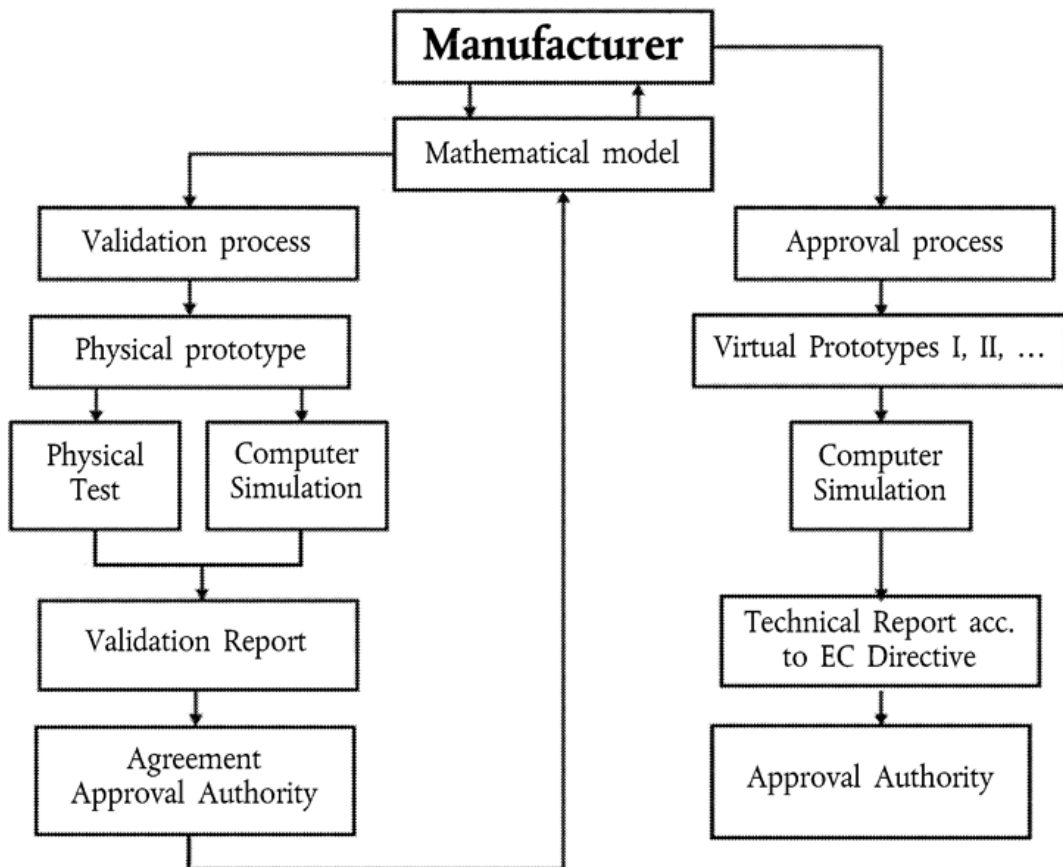 Manufacturer
Mathematical model
Validation process
Approval process
Physical prototype
Virtual Prototypes I, II, ...
Physical
Test
Computer
Simulation
Computer
Simulation
Validation Report
Technical Report acc.
to EC Directive
Agreement
Approval Authority
Approval Authority